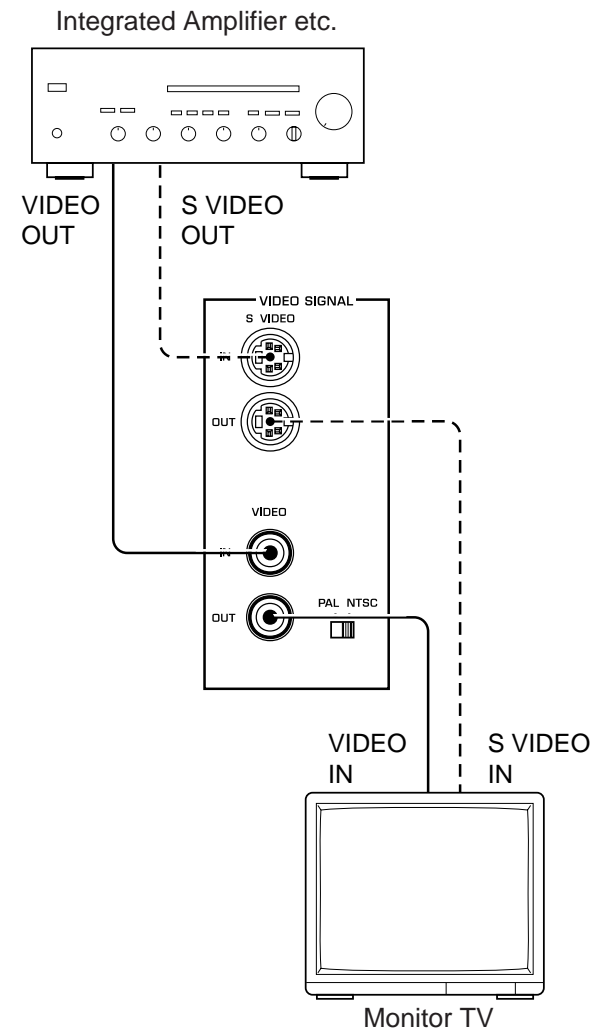 Integrated Amplifier etc.
VIDEO
OUT
S VIDEO
OUT
VIDEO SIGNAL
S VIDEO
IN
OUT
VIDEO
IN
OUT
PAL NTSC
VIDEO
IN
S VIDEO
IN
Monitor TV